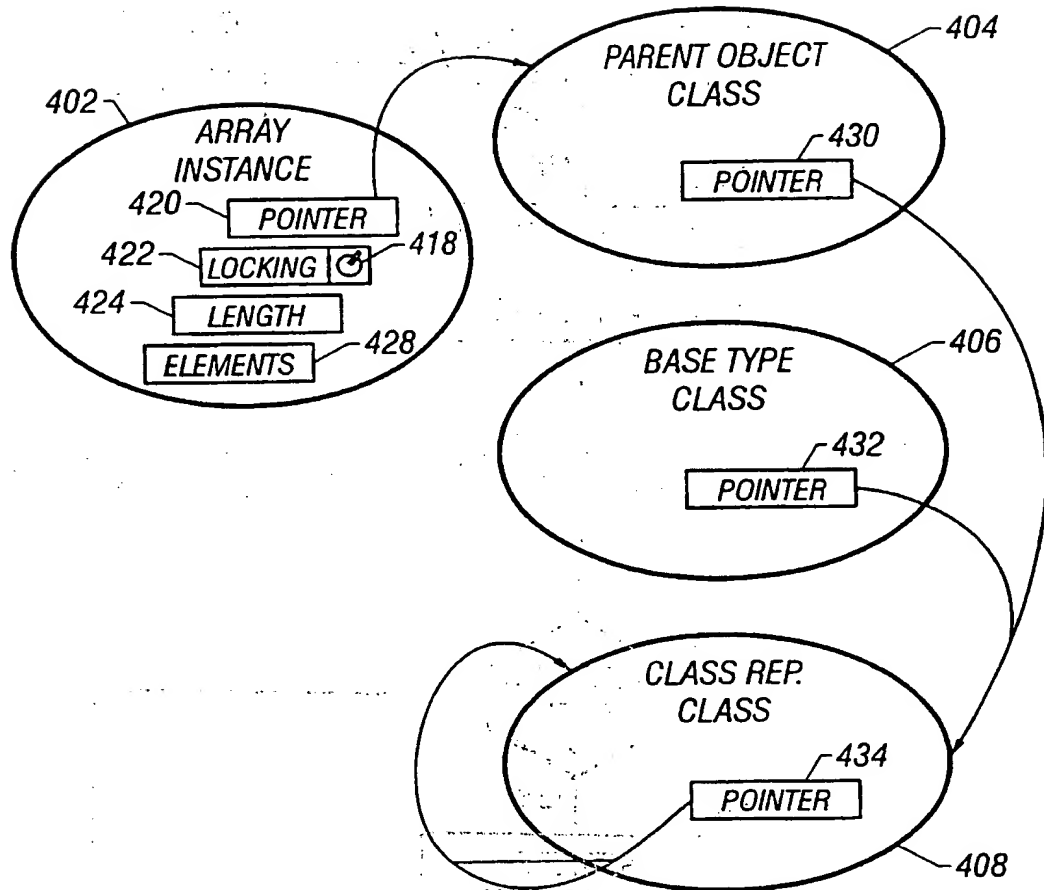 404
PARENT OBJECT
CLASS
430
POINTER
402
ARRAY
INSTANCE
420
POINTER
422
LOCKING
418
424
LENGTH
ELEMENTS
428
406
BASE TYPE
CLASS
432
POINTER
CLASS REP.
CLASS
434
POINTER
408